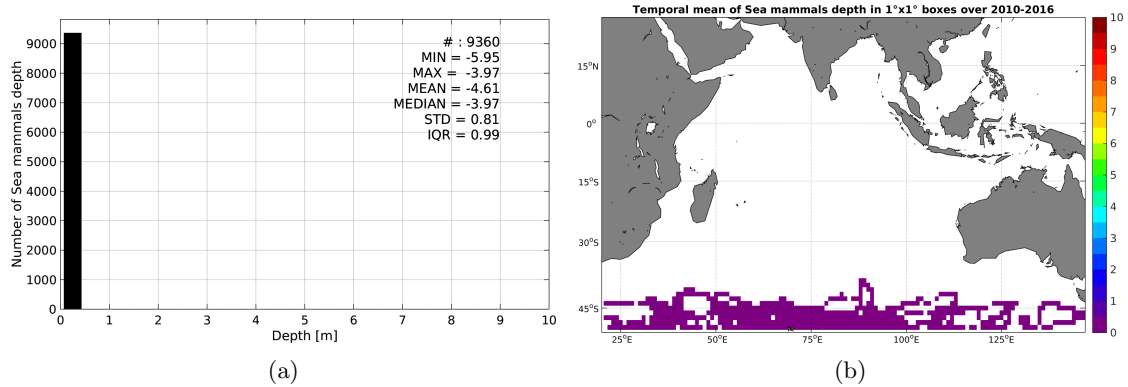 9000
8000
7000
6000
5000
4000
3000
2000
1000
0
Number of Sea mammals depth
# : 9360
MIN = -5.95
MAX = -3.97
MEAN = -4.61
MEDIAN = -3.97
STD = 0.81
IQR = 0.99
0 1 2 3 4 5 6 7 8 9 10
Depth [m]
(a)
Temporal mean of Sea mammals depth in 1°x1° boxes over 2010-2016
15°N
0°
15°S
30°S
45°S
25°E 50°E 75°E 100°E 125°E
10
9
8
7
6
5
4
3
2
1
0
(b)